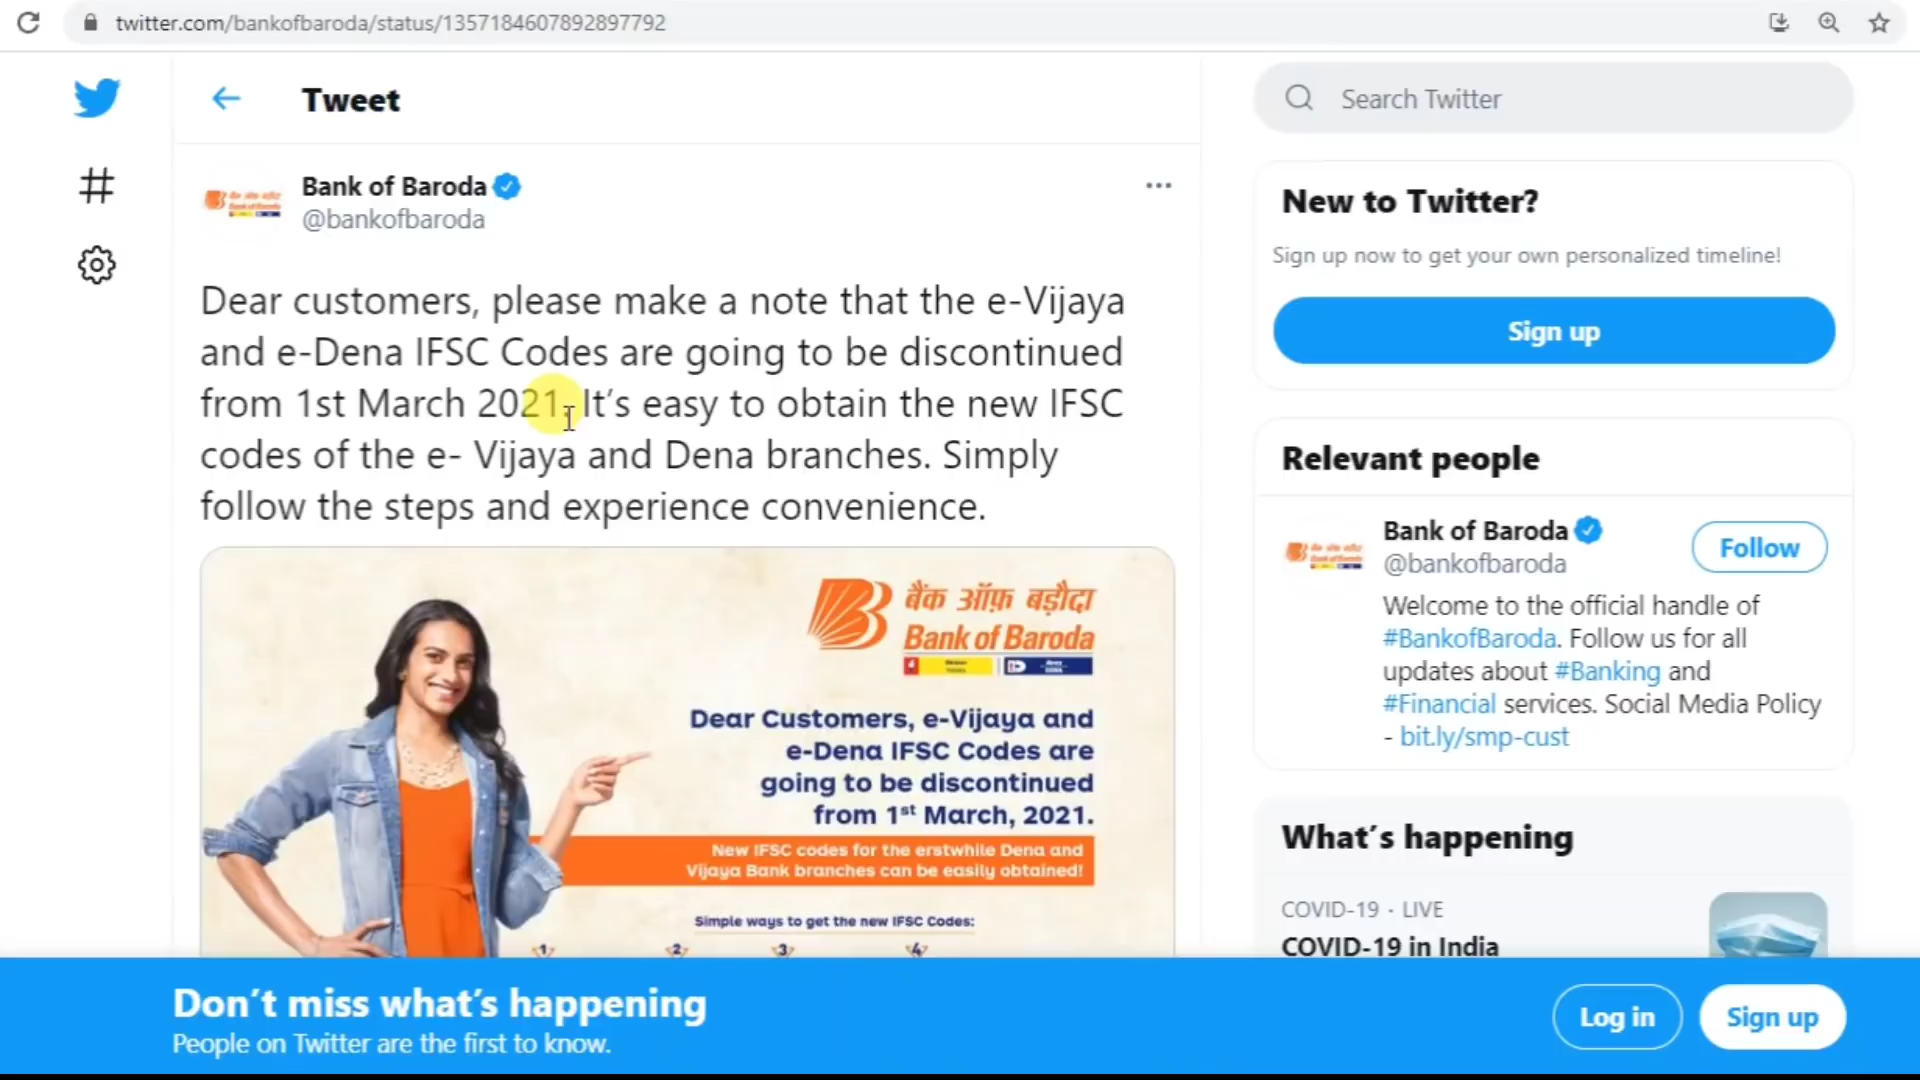 twitter.com/bankofbaroda/status/1357184607892897792
Tweet
Bank of Baroda
@bankofbaroda
Dear customers, please make a note that the e-Vijaya
and e-Dena IFSC Codes are going to be discontinued
from 1st March 2021. It’s easy to obtain the new IFSC
codes of the e- Vijaya and Dena branches. Simply
follow the steps and experience convenience.
बैंक ऑफ़ बड़ौदा
Bank of Baroda
Dear Customers, e-Vijaya and
e-Dena IFSC Codes are
going to be discontinued
from 1st March, 2021.
New IFSC codes for the erstwhile Dena and
Vijaya Bank branches can be easily obtained!
Simple ways to get the new IFSC Codes:
1 2 3 4
Search Twitter
New to Twitter?
Sign up now to get your own personalized timeline!
Sign up
Relevant people
Bank of Baroda
@bankofbaroda
Follow
Welcome to the official handle of
#BankofBaroda. Follow us for all
updates about #Banking and
#Financial services. Social Media Policy
- bit.ly/smp-cust
What’s happening
COVID-19 · LIVE
COVID-19 in India
Don’t miss what’s happening
People on Twitter are the first to know.
Log in
Sign up